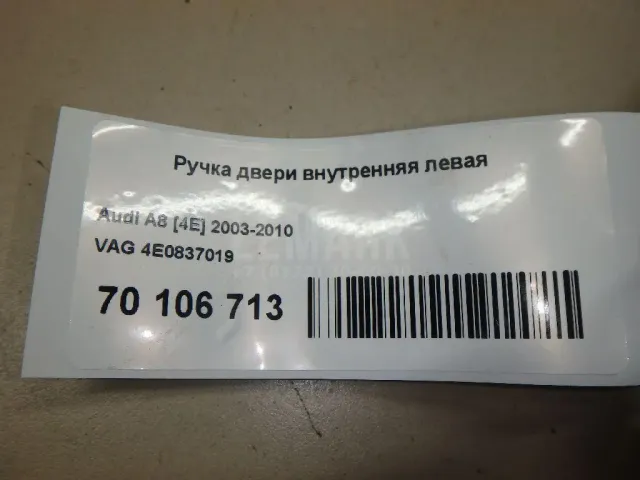 Ручка двери внутренняя левая
Audi A8 [4E] 2003-2010
VAG 4E0837019
70 106 713